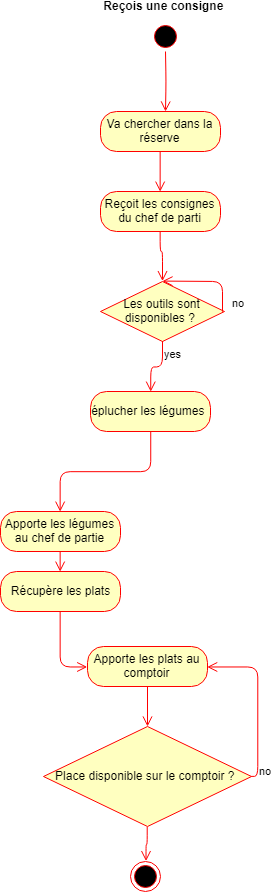 Reçois une consigne
Va chercher dans la
réserve
Reçoit les consignes
du chef de parti
Les outils sont
disponibles ?
no
yes
éplucher les légumes
Apporte les légumes
au chef de partie
Récupère les plats
Apporte les plats au
comptoir
Place disponible sur le comptoir ?
no